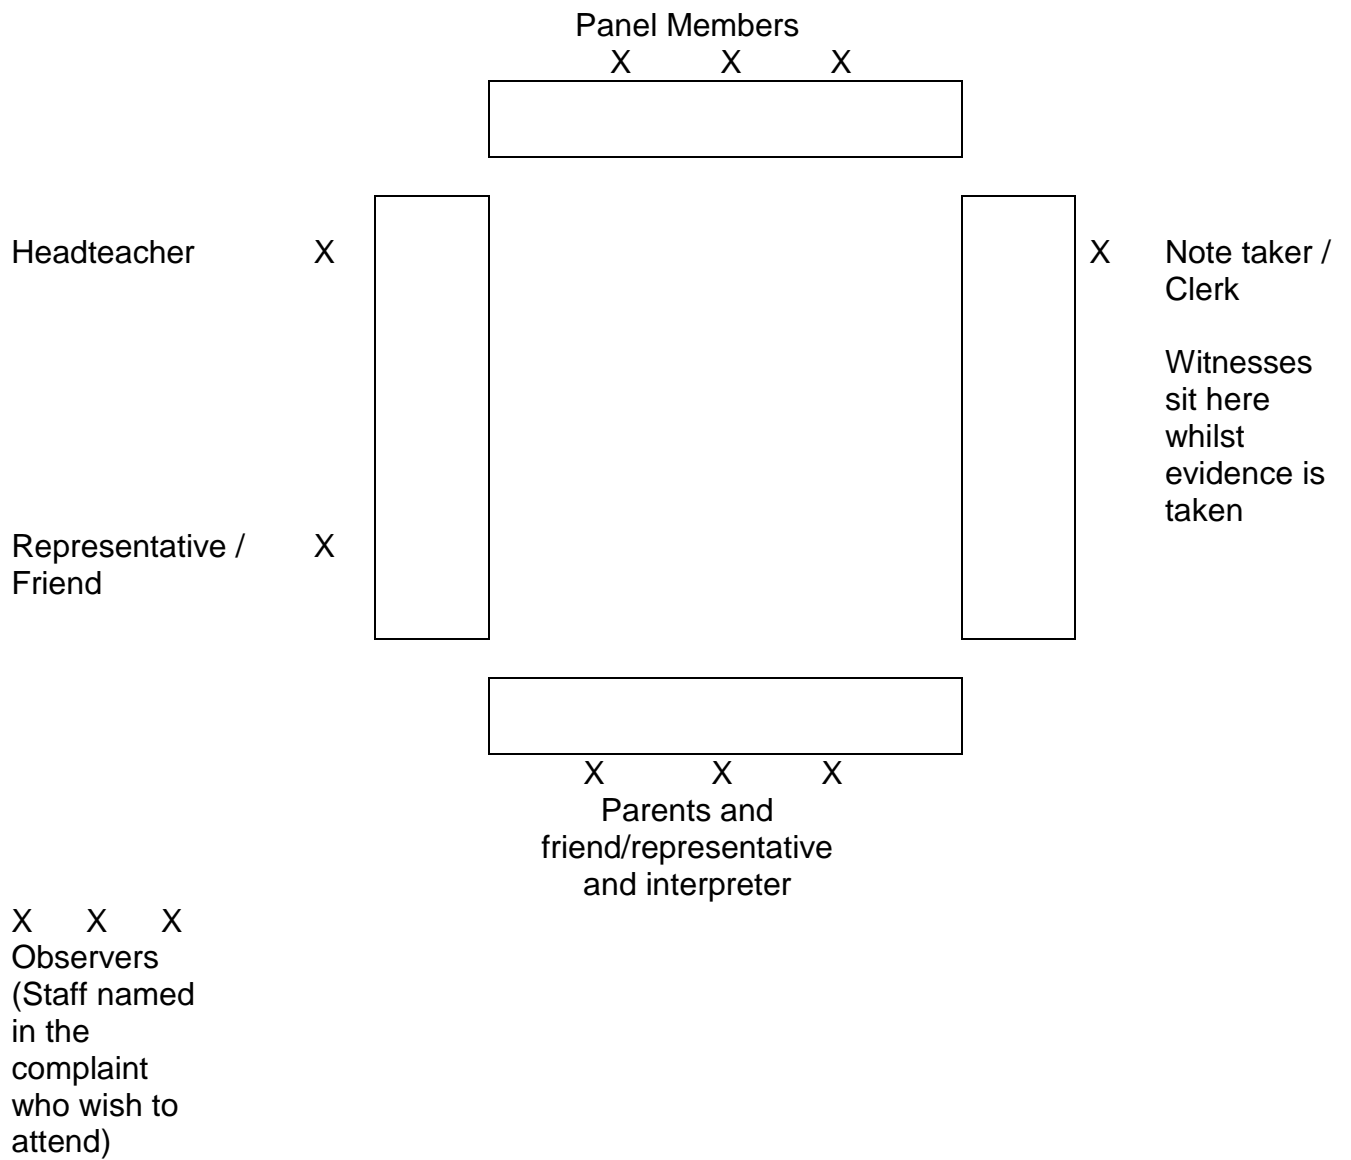 Panel Members
X X X
Headteacher X
X Note taker /
Clerk
Witnesses
sit here
whilst
evidence is
taken
Representative / X
Friend
X X X
Parents and
friend/representative
and interpreter
X X X
Observers
(Staff named
in the
complaint
who wish to
attend)